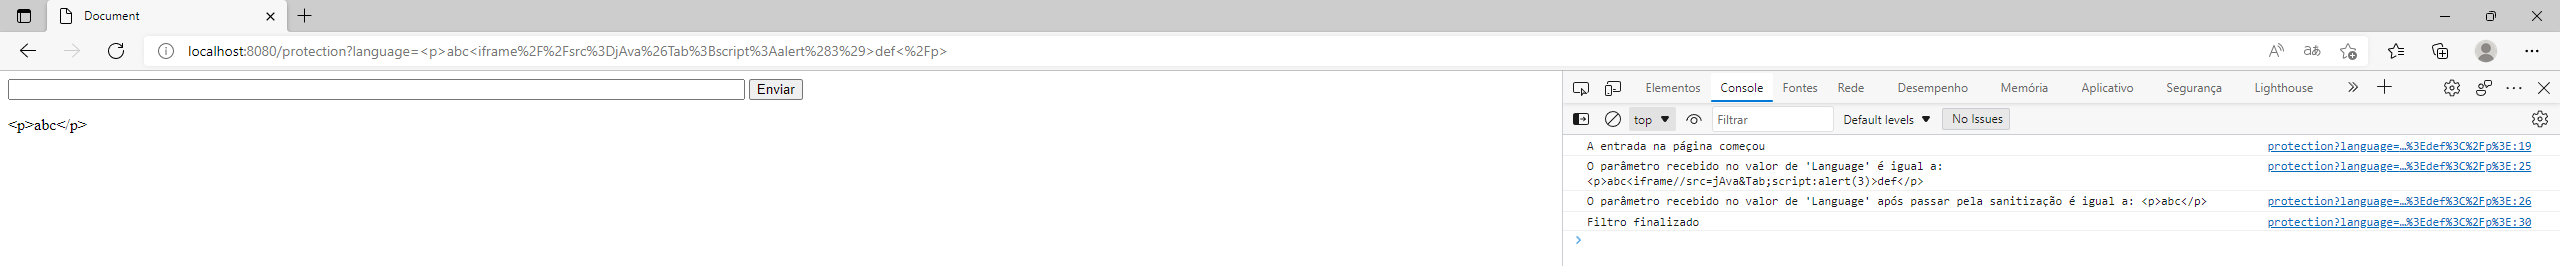 Document
localhost:8080/protection?language=<p>abc<iframe%2F%2Fsrc%3DjAva%26Tab%3Bscript%3Aalert%283%29>def<%2Fp>
Enviar
<p>abc</p>
Elementos Console Fontes Rede Desempenho Memória Aplicativo Segurança Lighthouse
top Filtrar Default levels No Issues
A entrada na página começou protection?language=…%3Edef%3C%2Fp%3E:19
O parâmetro recebido no valor de 'Language' é igual a: protection?language=…%3Edef%3C%2Fp%3E:25
<p>abc<iframe//src=jAva&Tab;script:alert(3)>def</p>
O parâmetro recebido no valor de 'Language' após passar pela sanitização é igual a: <p>abc</p> protection?language=…%3Edef%3C%2Fp%3E:26
Filtro finalizado protection?language=…%3Edef%3C%2Fp%3E:30